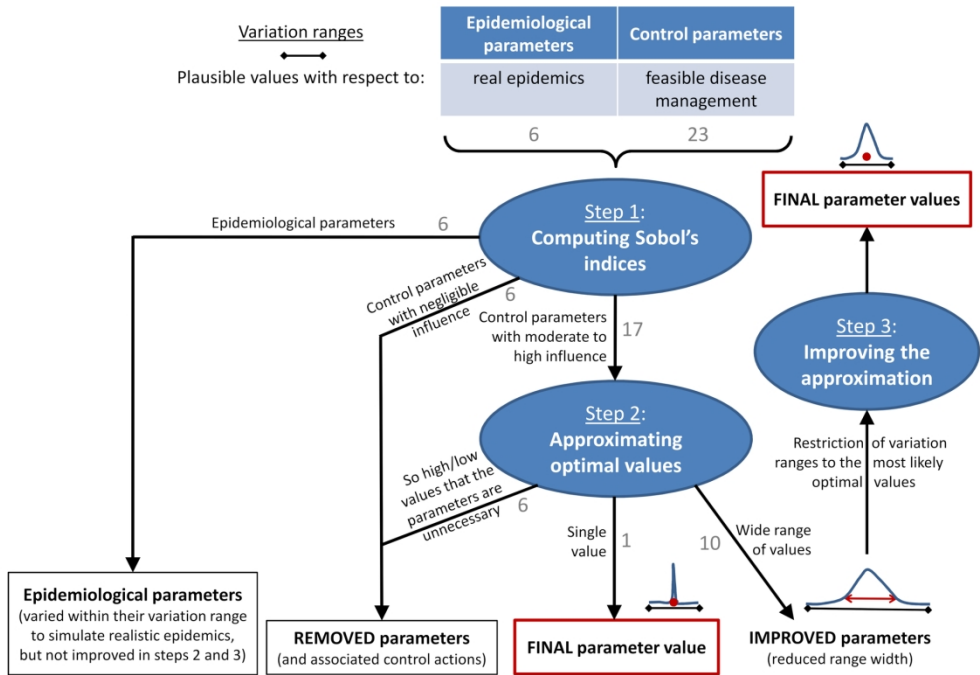 Variation ranges
Plausible values with respect to:
Epidemiological
parameters
Control parameters
real epidemics
feasible disease
management
6
23
FINAL parameter values
Step 1:
Computing Sobol's
indices
Epidemiological parameters
6
Control parameters
with negligible
influence
6
Control parameters
with moderate to
high influence
17
Step 3:
Improving the
approximation
Step 2:
Approximating
optimal values
Restriction of variation
ranges to the most likely
optimal values
So high/low
values that the
parameters are
unnecessary
6
Single
value
1
10
Wide range
of values
Epidemiological parameters
(varied within their variation range
to simulate realistic epidemics,
but not improved in steps 2 and 3)
REMOVED parameters
(and associated control actions)
FINAL parameter value
IMPROVED parameters
(reduced range width)